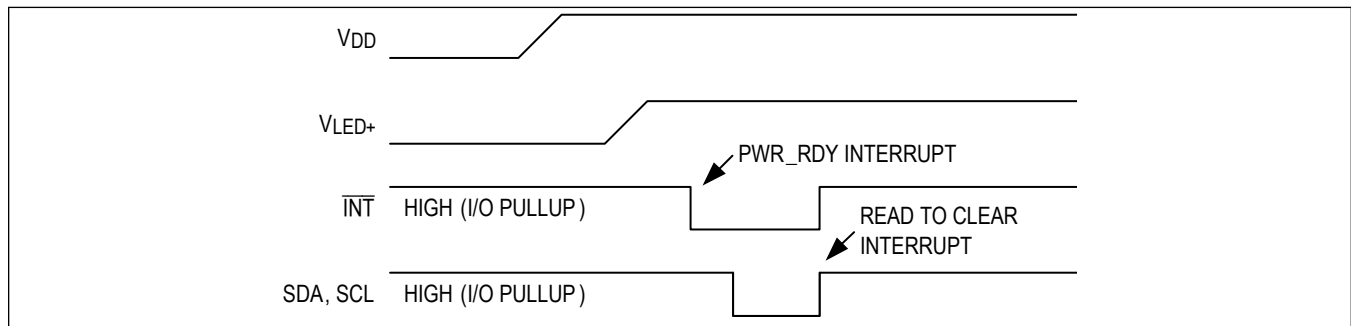 VDD
VLED+
PWR_RDY INTERRUPT
INT HIGH (I/O PULLUP)
READ TO CLEAR
INTERRUPT
SDA, SCL HIGH (I/O PULLUP)